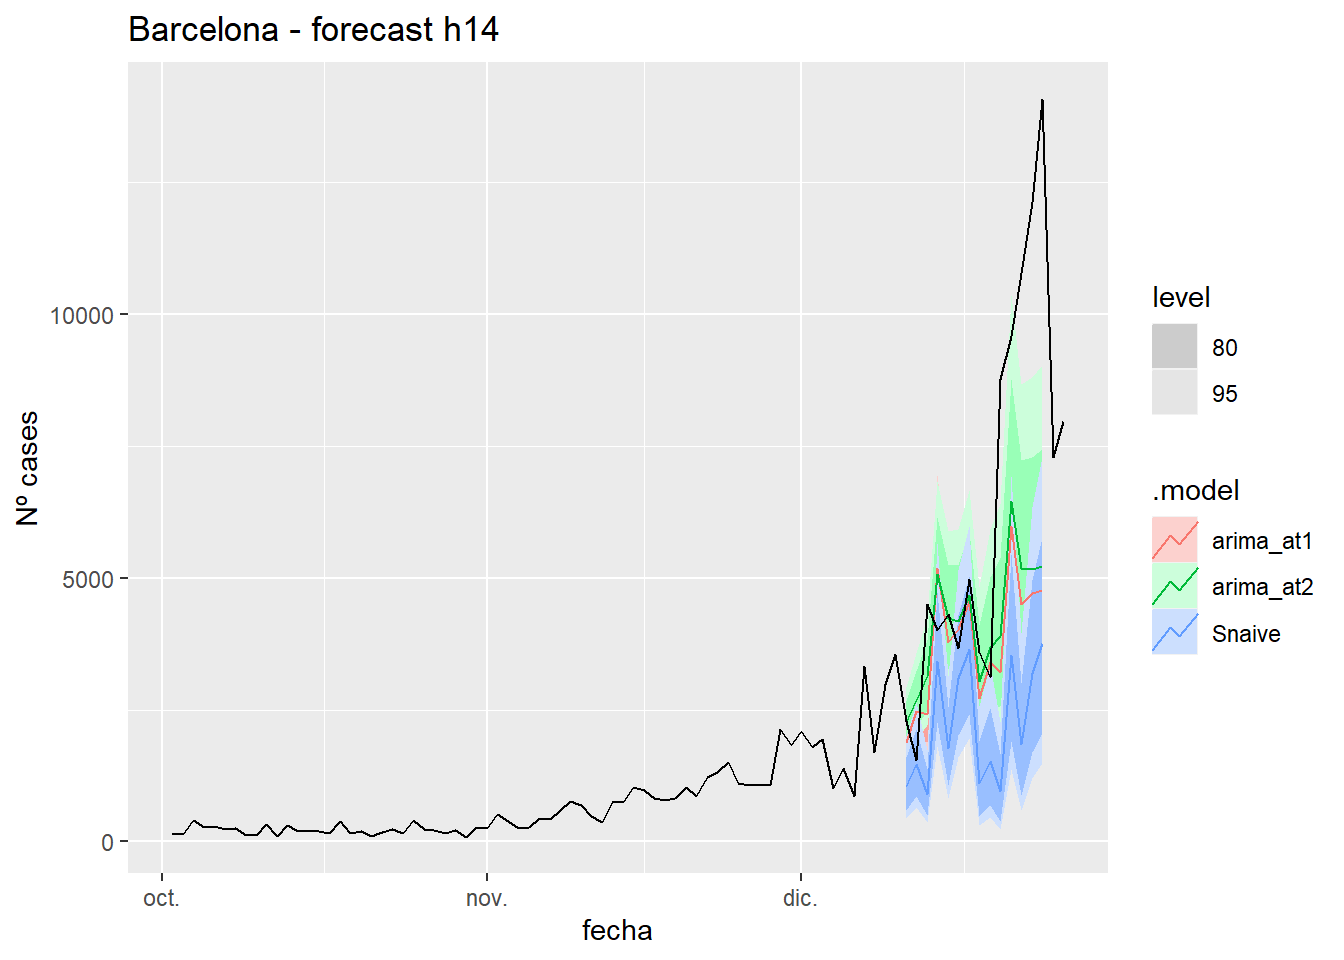 Barcelona - forecast h14
Nº cases
10000
5000
0
oct.
nov.
dic.
fecha
level
80
95
.model
arima_at1
arima_at2
Snaive